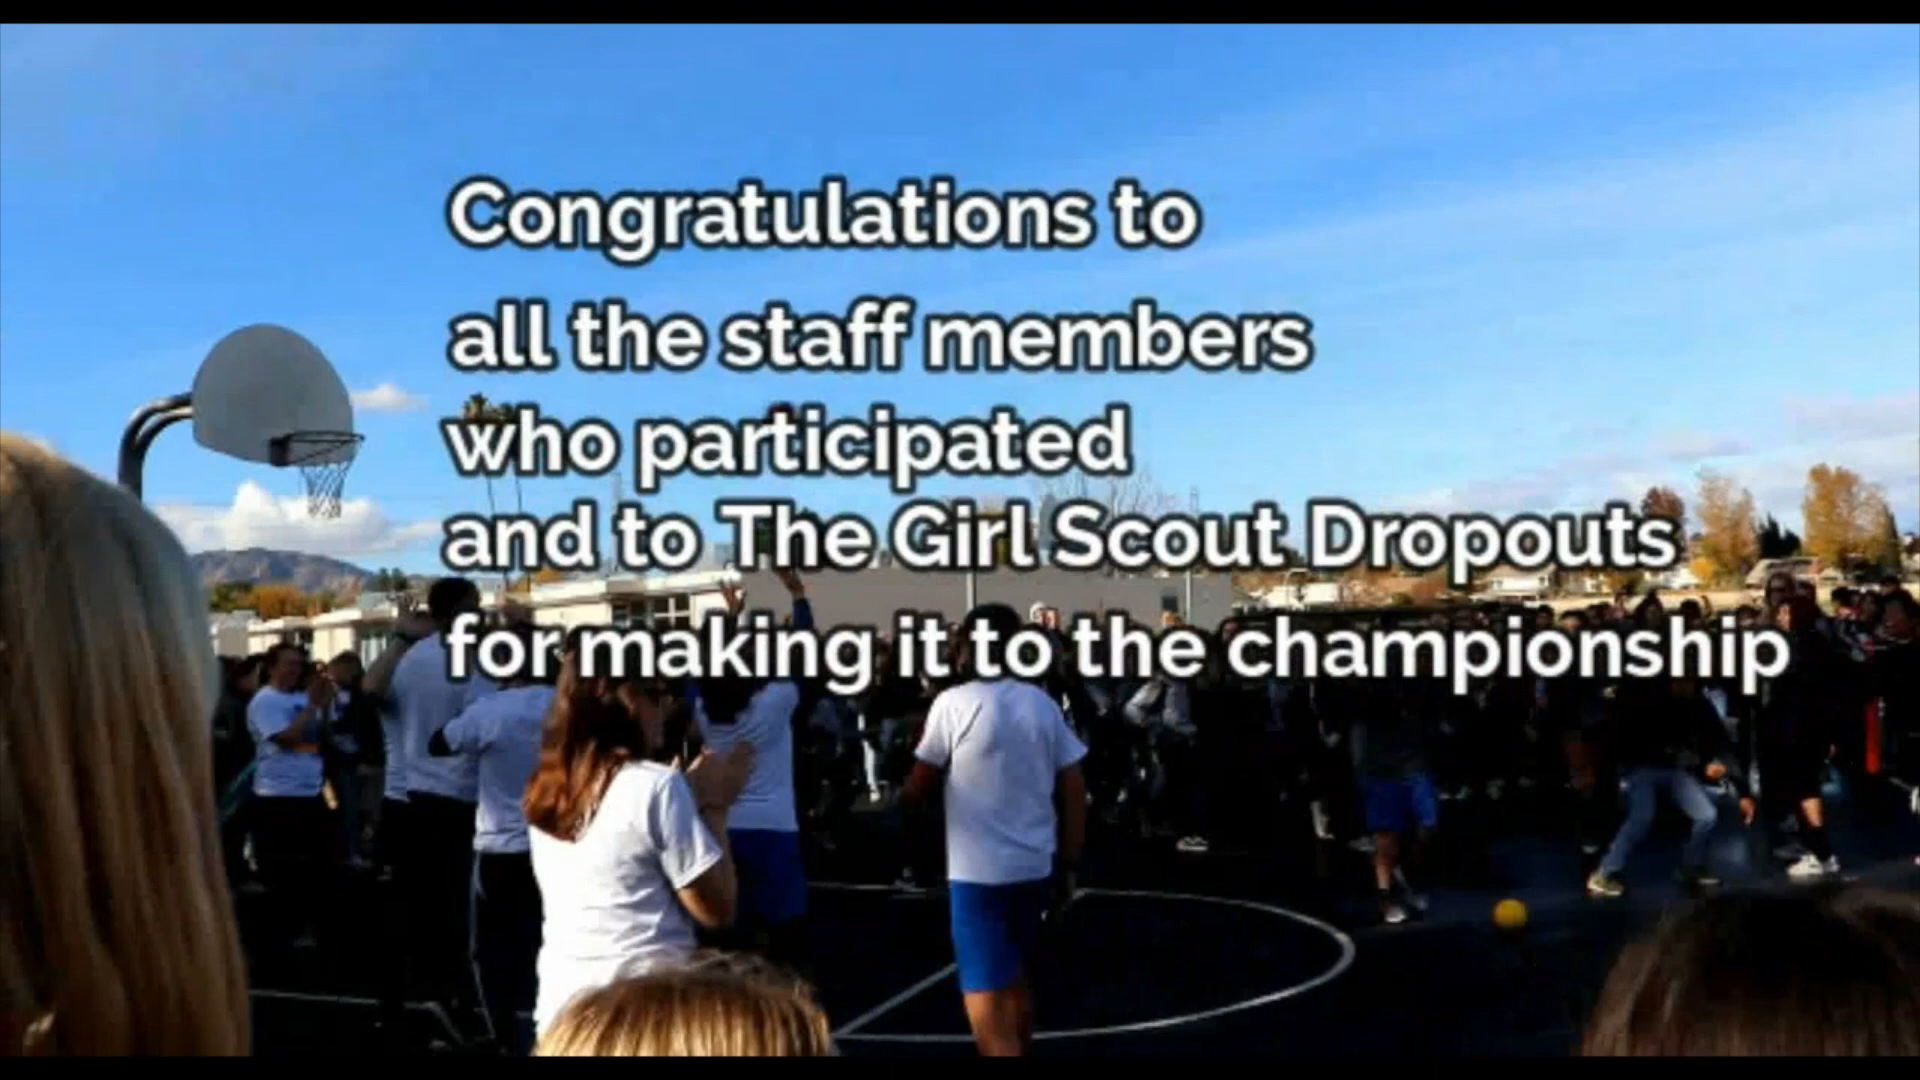 Congratulations to
all the staff members
who participated
and to The Girl Scout Dropouts
for making it to the championship